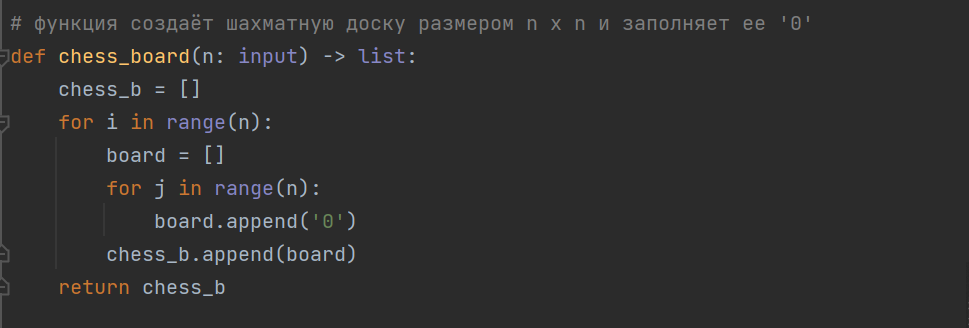 # функция создаёт шахматную доску размером n x n и заполняет ее '0'
def chess_board(n: input) -> list:
    chess_b = []
    for i in range(n):
        board = []
        for j in range(n):
            board.append('0')
        chess_b.append(board)
    return chess_b